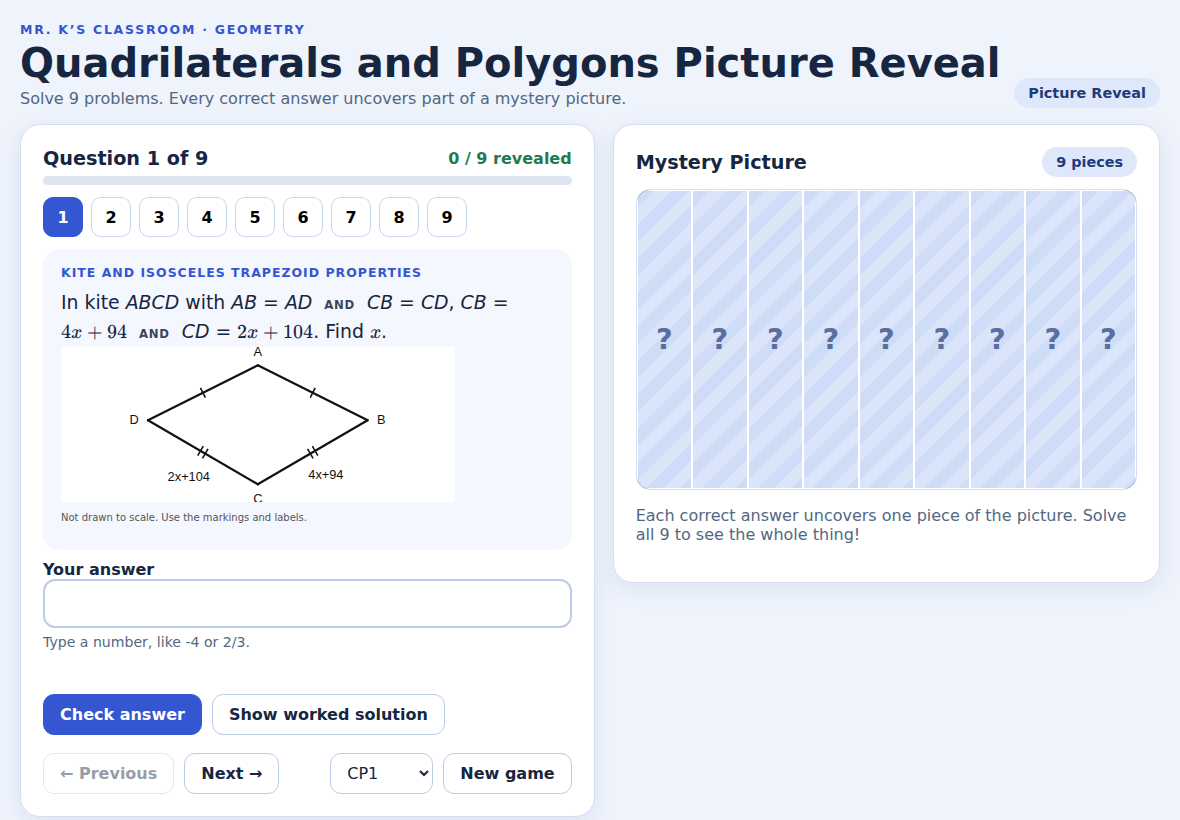 MR. K’S CLASSROOM · GEOMETRY
Quadrilaterals and Polygons Picture Reveal
Solve 9 problems. Every correct answer uncovers part of a mystery picture.
Picture Reveal
Question 1 of 9
0 / 9 revealed
1 2 3 4 5 6 7 8 9
KITE AND ISOSCELES TRAPEZOID PROPERTIES
In kite ABCD with AB = AD AND CB = CD, CB =
4x + 94 AND CD = 2x + 104. Find x.
A
D
B
2x+104
4x+94
C
Not drawn to scale. Use the markings and labels.
Your answer
Type a number, like -4 or 2/3.
Check answer
Show worked solution
← Previous
Next →
CP1
New game
Mystery Picture
9 pieces
? ? ? ? ? ? ? ? ?
Each correct answer uncovers one piece of the picture. Solve
all 9 to see the whole thing!